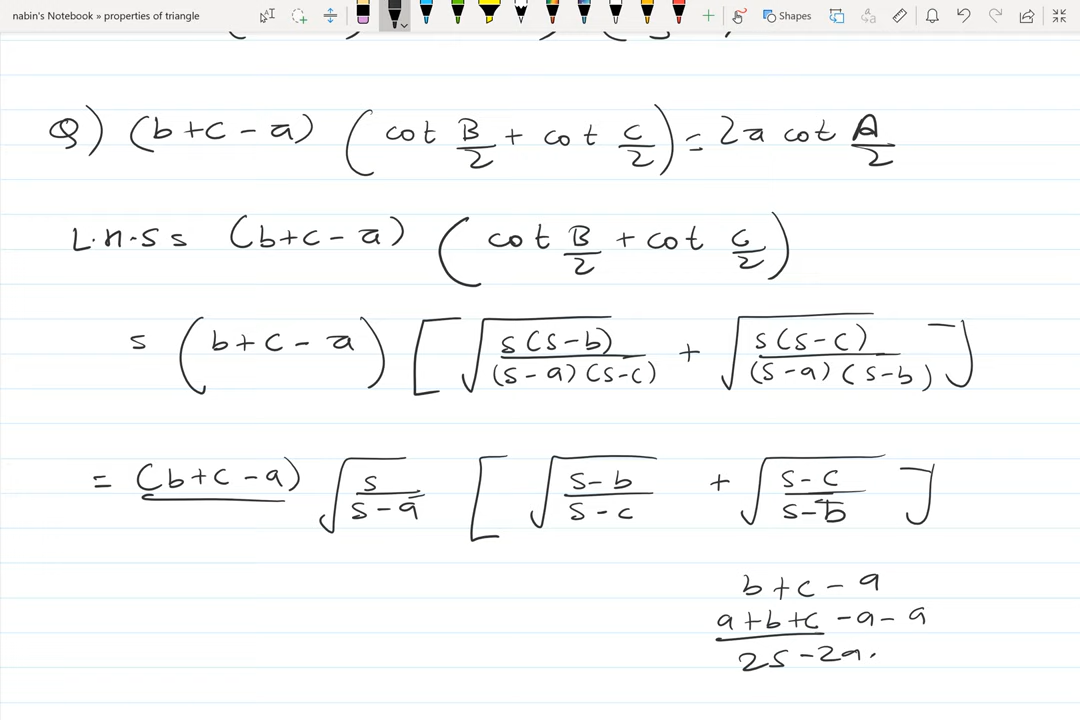 nabin's Notebook » properties of triangle
Shapes
Q) (b+c-a) (cot B/2 + cot C/2) = 2a cot A/2
L.H.S s (b+c-a) (cot B/2 + cot C/2)
s (b+c-a) [√(s(s-b)/(s-a)(s-c)) + √(s(s-c)/(s-a)(s-b))]
= (b+c-a) √(s/(s-a)) [√((s-b)/(s-c)) + √((s-c)/(s-b))]
b+c-a
a+b+c-a-a
2s-2a.